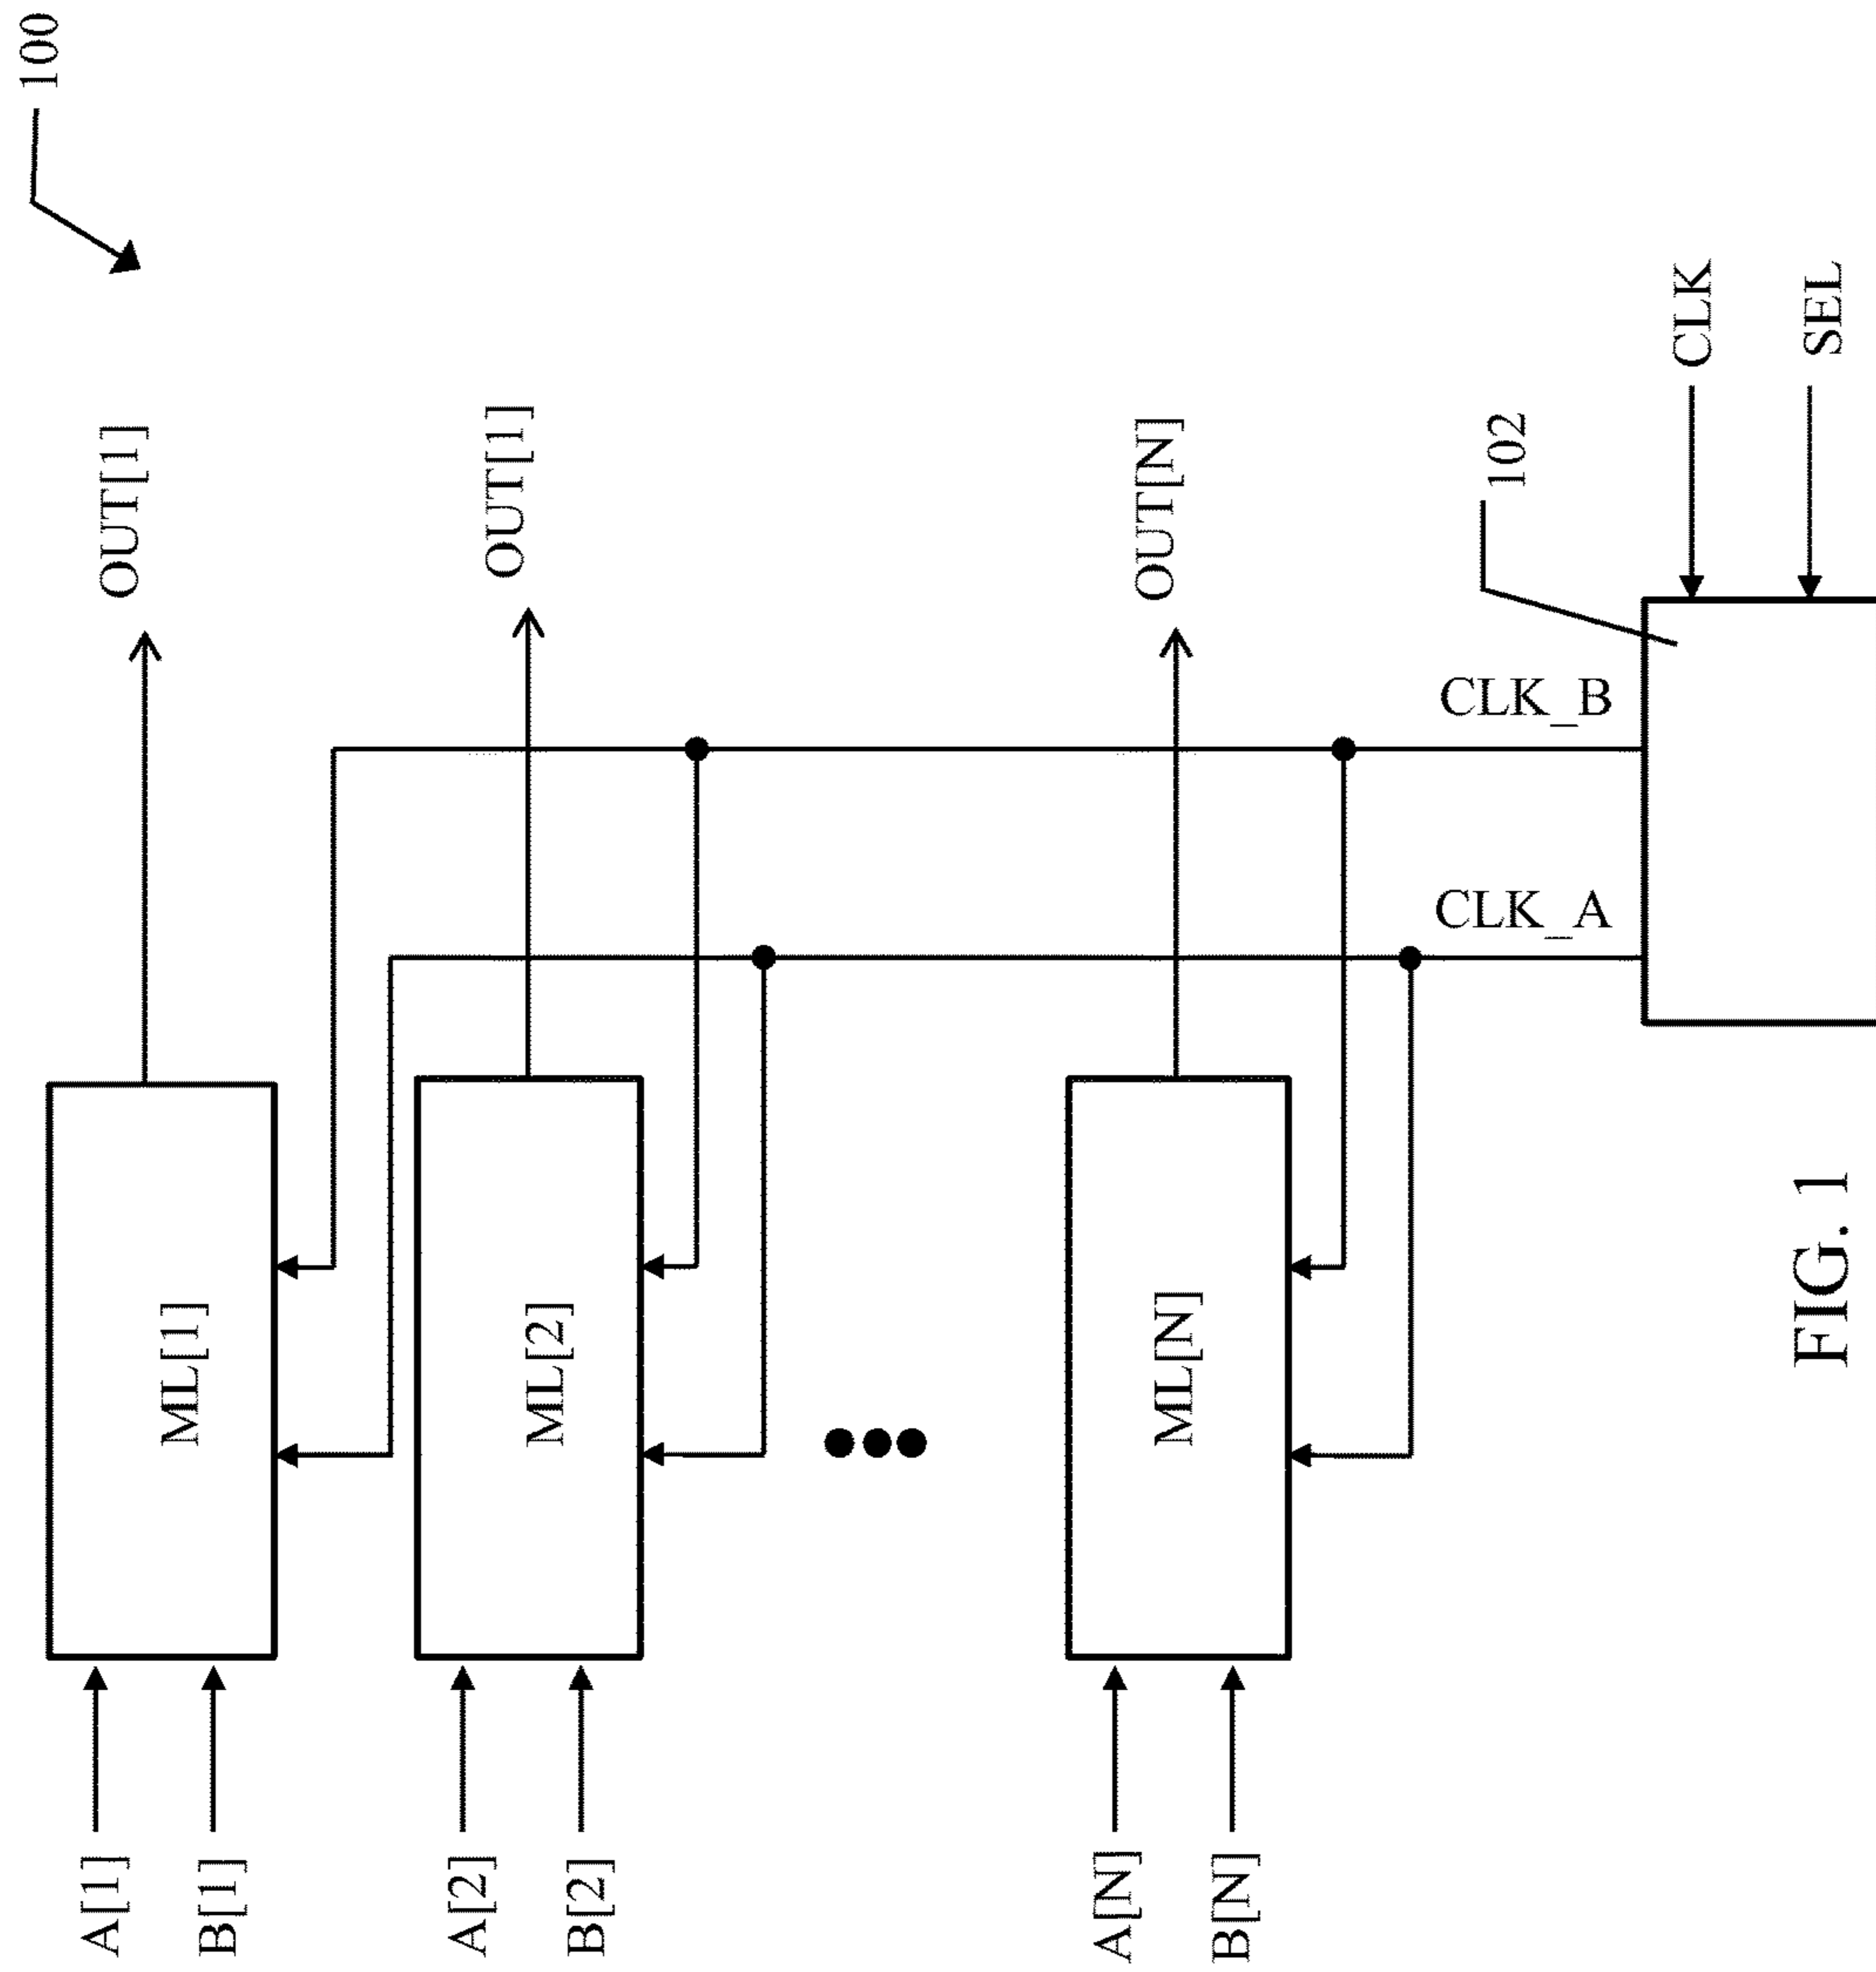 100
A[1]
B[1]
ML[1]
OUT[1]
A[2]
B[2]
ML[2]
OUT[1]
A[N]
B[N]
ML[N]
OUT[N]
CLK_A
CLK_B
102
CLK
SEL
FIG. 1